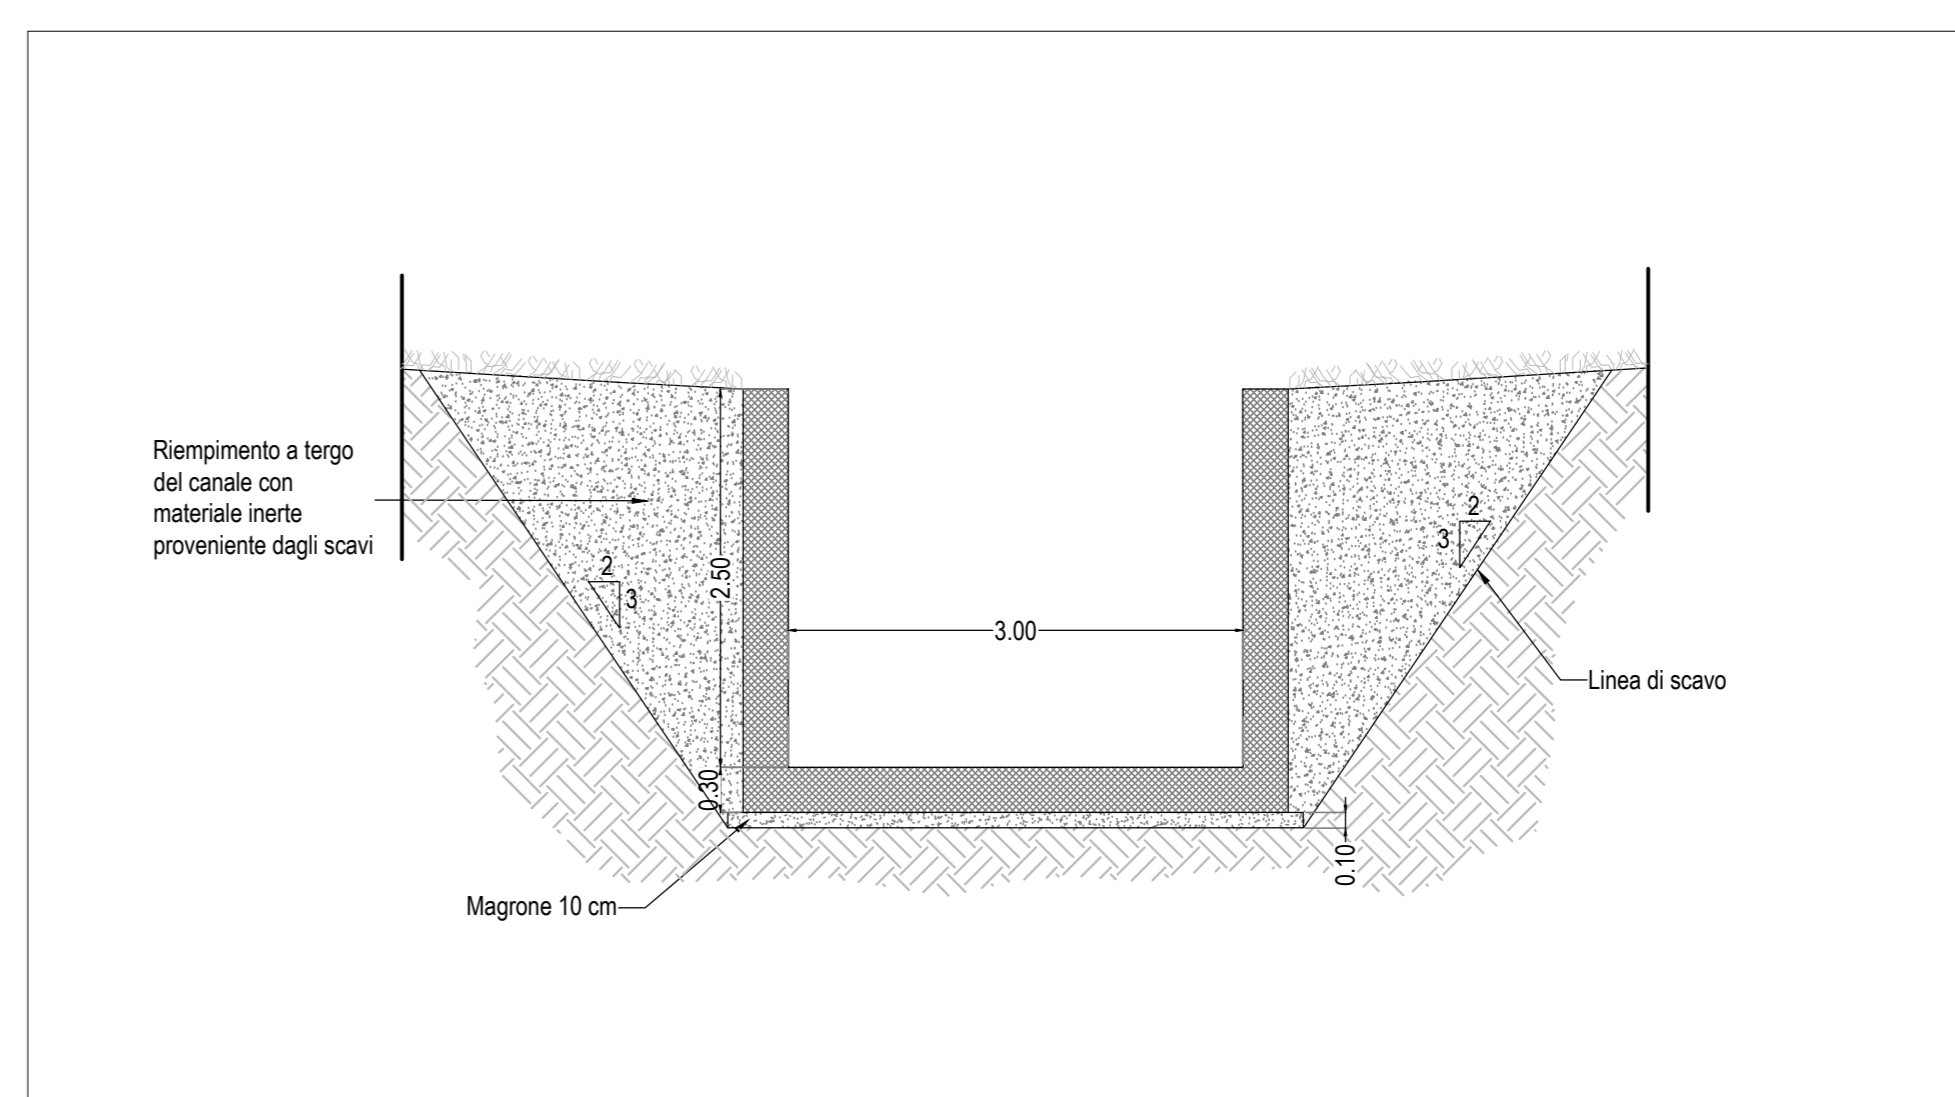 Riempimento a tergo
del canale con
materiale inerte
proveniente dagli scavi
2
3
2.50
3.00
2
3
Linea di scavo
0.30
0.10
Magrone 10 cm